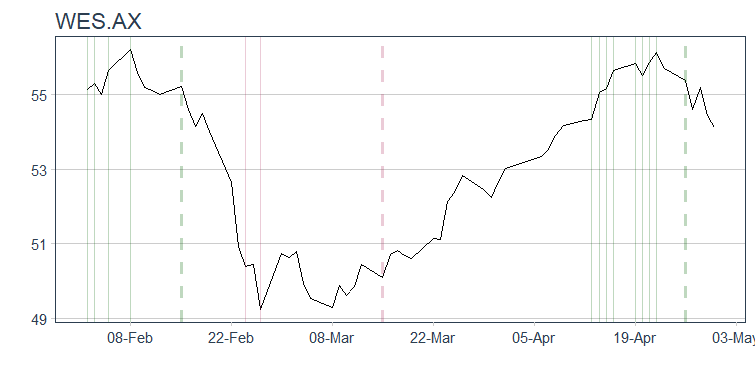 WES.AX
55
53
51
49
08-Feb
22-Feb
08-Mar
22-Mar
05-Apr
19-Apr
03-May